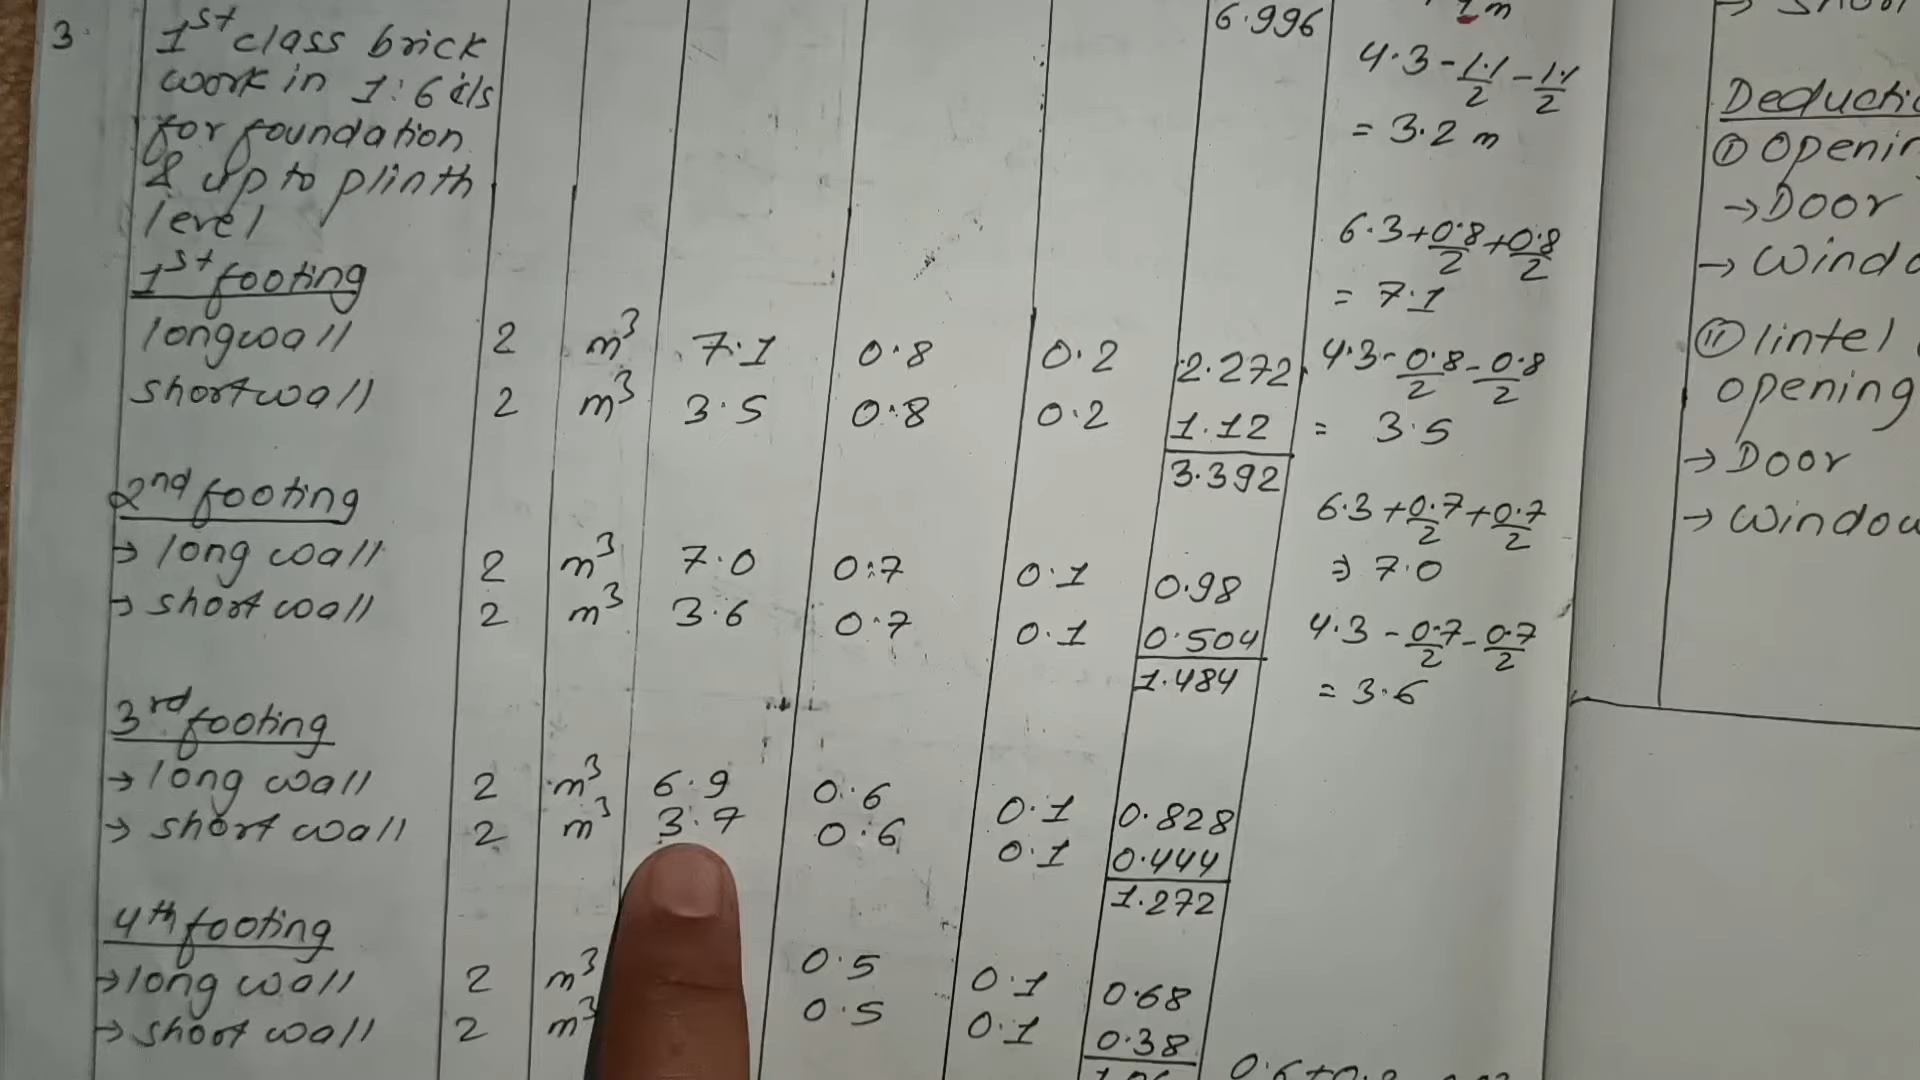 6.996
m
3.
1st class brick
work in 1:6 c/s
for foundation
& up to plinth
level
4.3 - 1.1/2 - 1.1/2
= 3.2 m
1st footing
6.3 + 0.8/2 + 0.8/2
= 7.1
long wall 2 m³ 7.1 0.8 0.2 2.272
4.3 - 0.8/2 - 0.8/2
short wall 2 m³ 3.5 0.8 0.2 1.12
= 3.5
3.392
2nd footing
6.3 + 0.7/2 + 0.7/2
⇒ 7.0
→ long wall 2 m³ 7.0 0.7 0.1 0.98
→ short wall 2 m³ 3.6 0.7 0.1 0.504
4.3 - 0.7/2 - 0.7/2
= 3.6
1.484
3rd footing
→ long wall 2 m³ 6.9 0.6 0.1 0.828
→ short wall 2 m³ 3.7 0.6 0.1 0.444
1.272
4th footing
→ long wall 2 m³ 0.5 0.1 0.68
→ short wall 2 m³ 0.5 0.1 0.38
Deductio
① Openin
→ Door
→ Windo
② lintel
opening
→ Door
→ Window